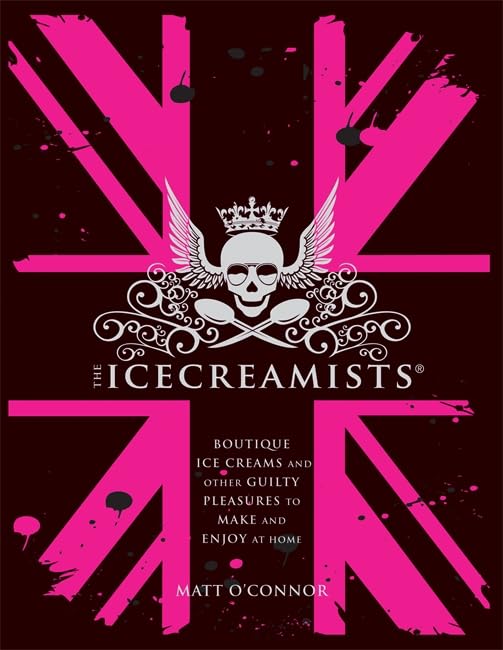 THE ICECREAMISTS®
BOUTIQUE
ICE CREAMS AND
OTHER GUILTY
PLEASURES TO
MAKE AND
ENJOY AT HOME
MATT O'CONNOR